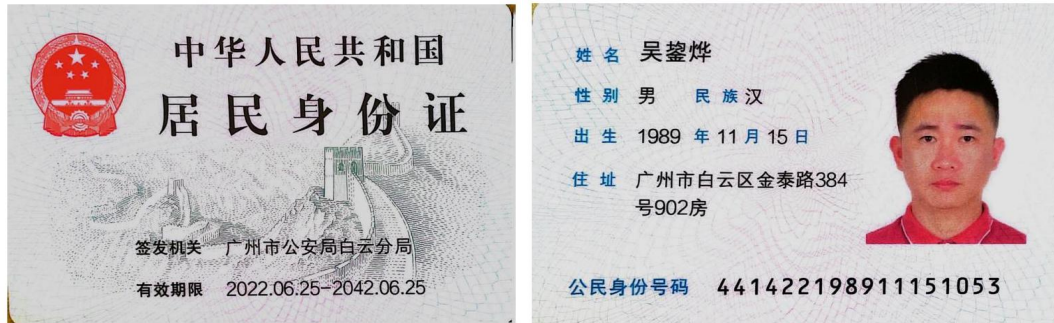 中华人民共和国
居民身份证
签发机关 广州市公安局白云分局
有效期限 2022.06.25-2042.06.25
姓名 吴鋆烨
性别 男 民族 汉
出生 1989 年 11 月 15 日
住址 广州市白云区金泰路384
号902房
公民身份号码 441422198911151053